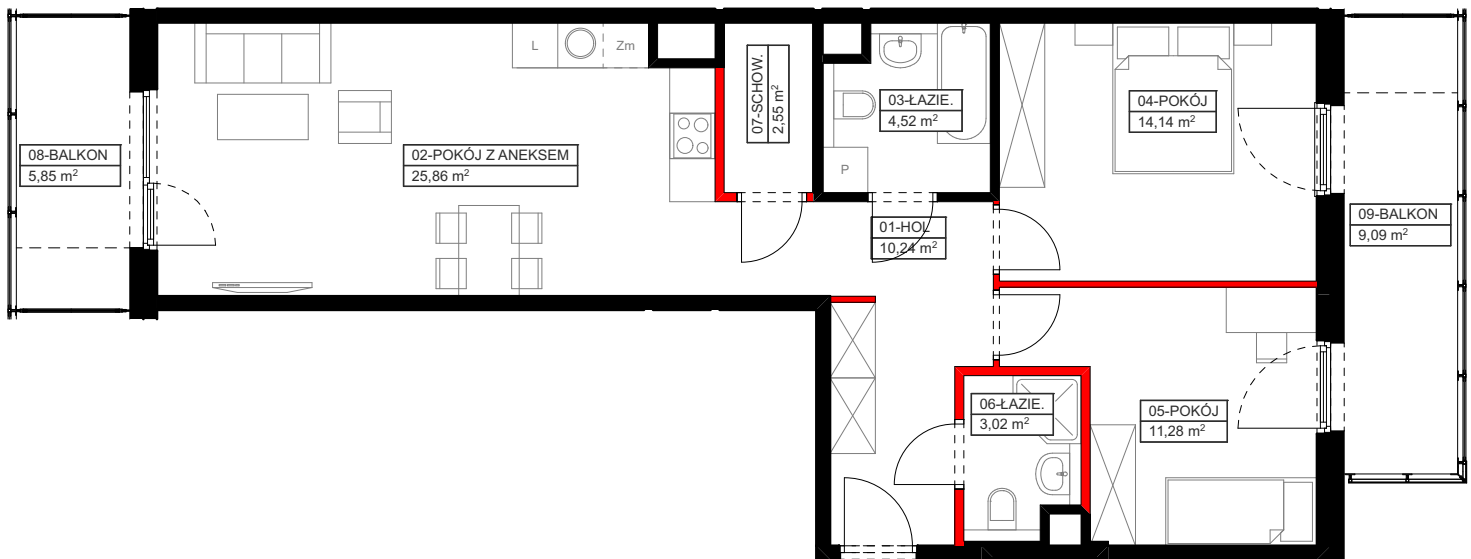 08-BALKON
5,85 m²
02-POKÓJ Z ANEKSEM
25,86 m²
L
Zm
07-SCHOW.
2,55 m²
03-ŁAZIE.
4,52 m²
P
04-POKÓJ
14,14 m²
01-HOL
10,24 m²
09-BALKON
9,09 m²
06-ŁAZIE.
3,02 m²
05-POKÓJ
11,28 m²